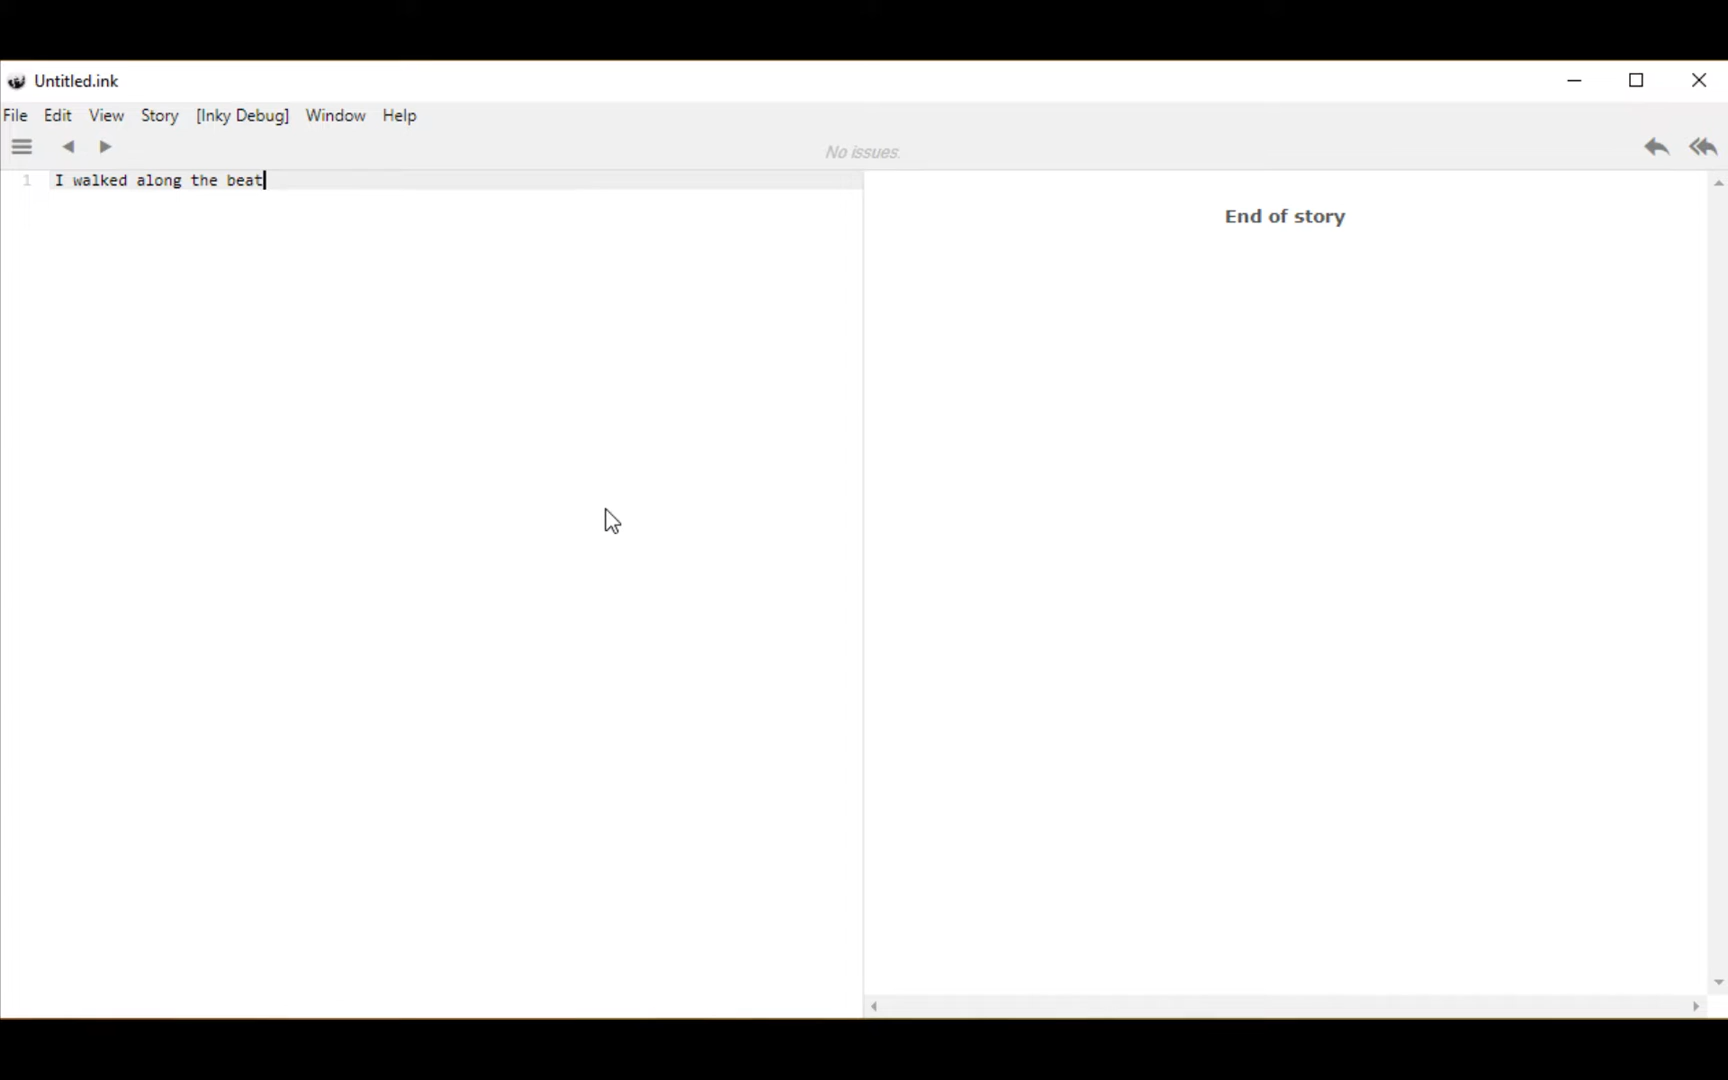 Untitled.ink
File Edit View Story [Inky Debug] Window Help
No issues.
1 I walked along the beat
End of story